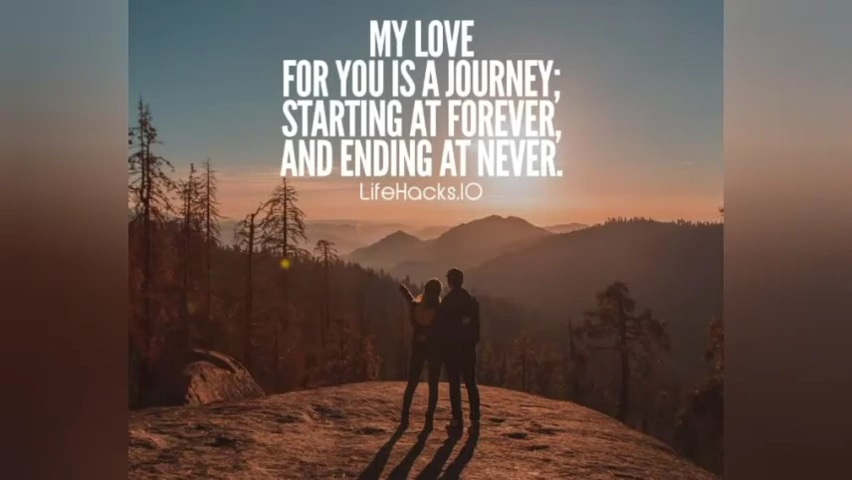 MY LOVE
FOR YOU IS A JOURNEY;
STARTING AT FOREVER,
AND ENDING AT NEVER.
LifeHacks.IO